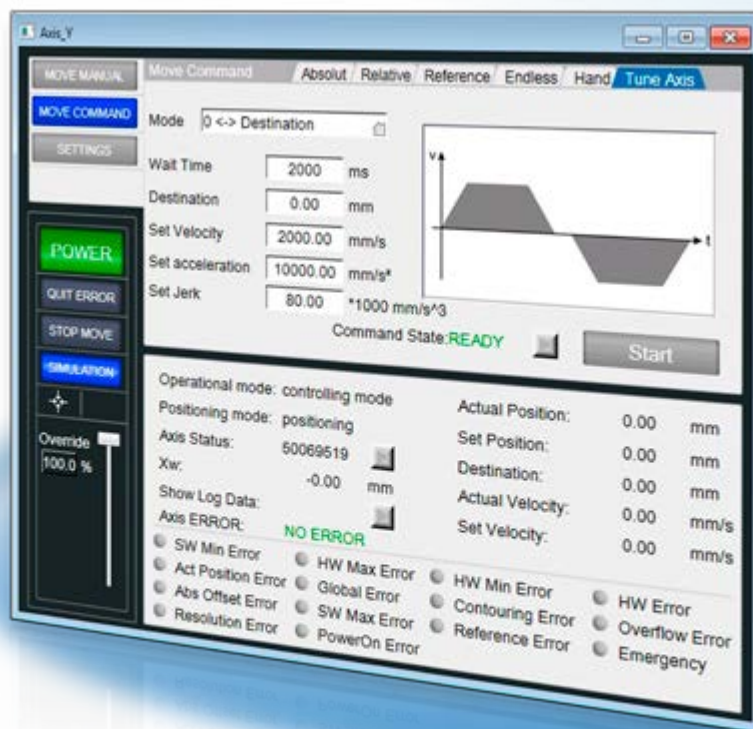 Axis_Y
MOVE MANUAL
MOVE COMMAND
SETTINGS
Move Command
Absolut Relative Reference Endless Hand Tune Axis
Mode 0 <-> Destination
Wait Time 2000 ms
Destination 0.00 mm
Set Velocity 2000.00 mm/s
Set acceleration 10000.00 mm/s*
Set Jerk 80.00 *1000 mm/s^3
v
t
Command State:READY
Start
POWER
QUIT ERROR
STOP MOVE
SIMULATION
Override
100.0 %
Operational mode: controlling mode
Positioning mode: positioning
Axis Status: 50069519
Xw: -0.00 mm
Show Log Data:
Axis ERROR: NO ERROR
Actual Position: 0.00 mm
Set Position: 0.00 mm
Destination: 0.00 mm
Actual Velocity: 0.00 mm/s
Set Velocity: 0.00 mm/s
SW Min Error HW Max Error HW Min Error HW Error
Act Position Error Global Error Contouring Error Overflow Error
Abs Offset Error SW Max Error Reference Error Emergency
Resolution Error PowerOn Error